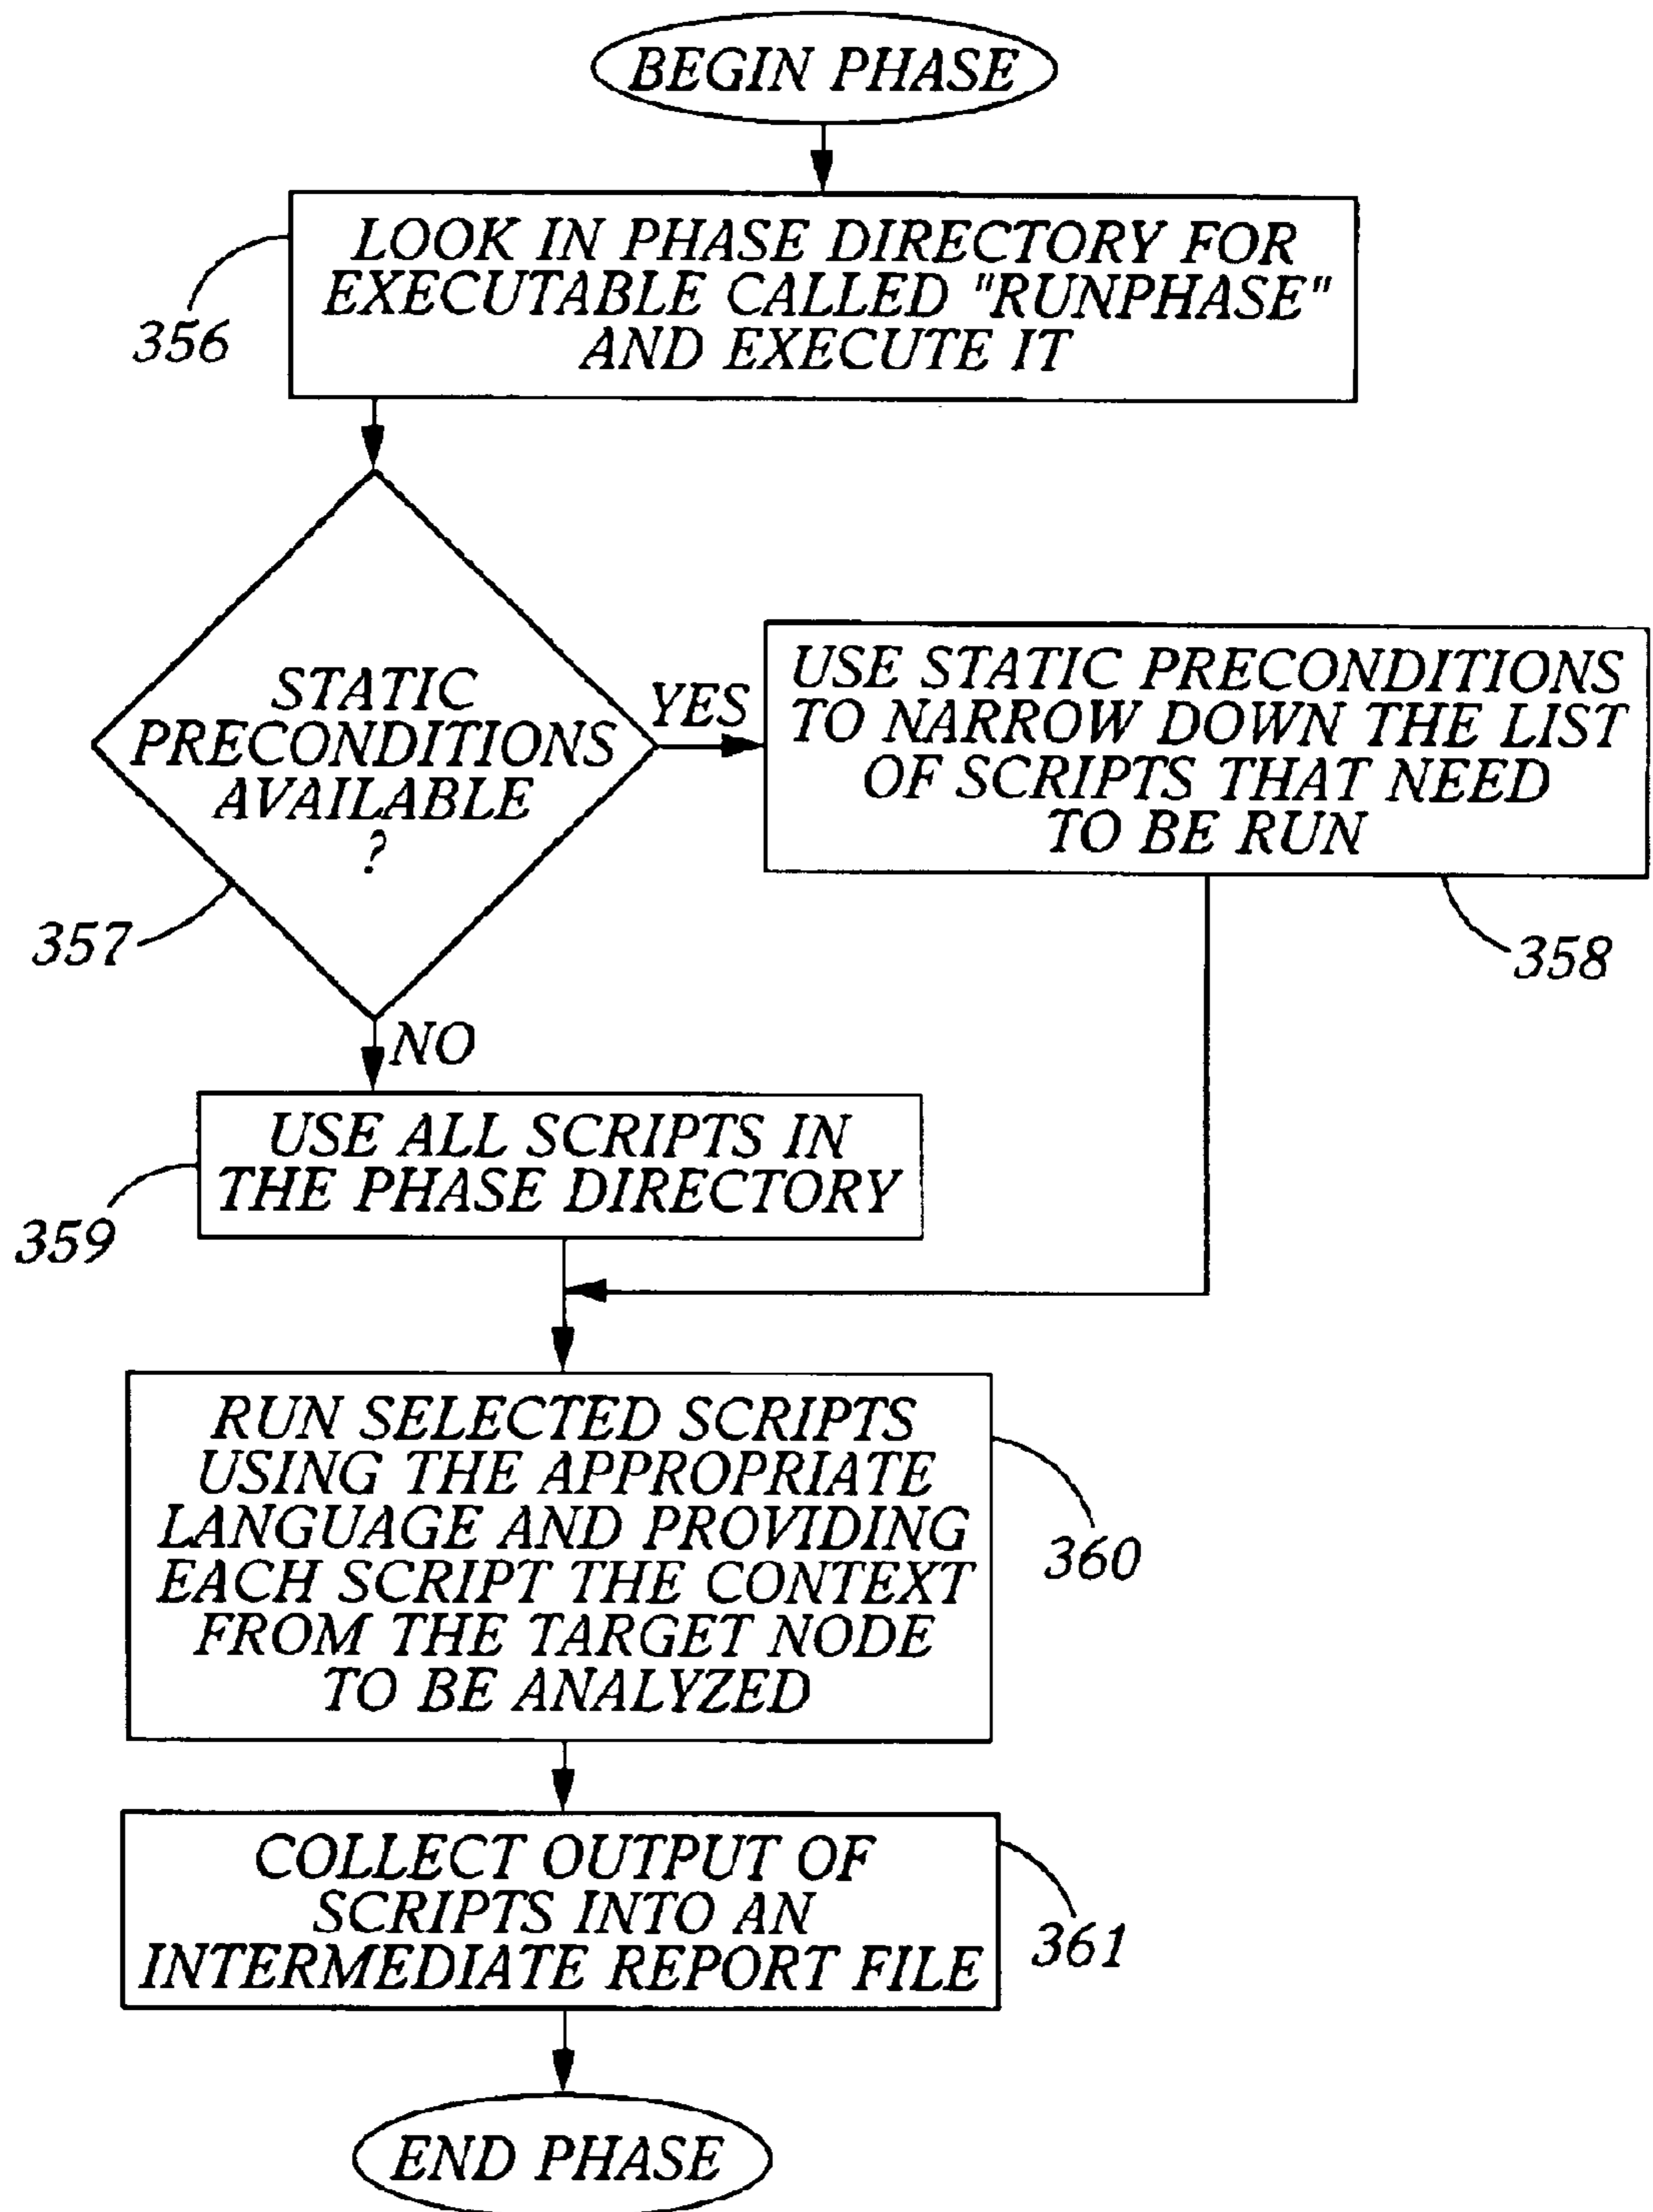 BEGIN PHASE
LOOK IN PHASE DIRECTORY FOR
EXECUTABLE CALLED "RUNPHASE"
AND EXECUTE IT
356
STATIC
PRECONDITIONS
AVAILABLE
?
357
YES
USE STATIC PRECONDITIONS
TO NARROW DOWN THE LIST
OF SCRIPTS THAT NEED
TO BE RUN
358
NO
USE ALL SCRIPTS IN
THE PHASE DIRECTORY
359
RUN SELECTED SCRIPTS
USING THE APPROPRIATE
LANGUAGE AND PROVIDING
EACH SCRIPT THE CONTEXT
FROM THE TARGET NODE
TO BE ANALYZED
360
COLLECT OUTPUT OF
SCRIPTS INTO AN
INTERMEDIATE REPORT FILE
361
END PHASE